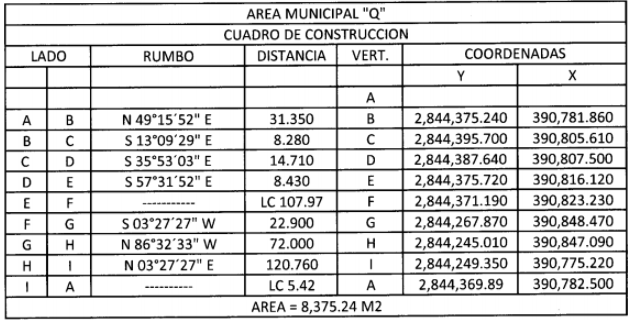 AREA MUNICIPAL "Q"
CUADRO DE CONSTRUCCION
LADO RUMBO DISTANCIA VERT. COORDENADAS
Y X
A
A B N 49°15´52" E 31.350 B 2,844,375.240 390,781.860
B C S 13°09´29" E 8.280 C 2,844,395.700 390,805.610
C D S 35°53´03" E 14.710 D 2,844,387.640 390,807.500
D E S 57°31´52" E 8.430 E 2,844,375.720 390,816.120
E F ----------- LC 107.97 F 2,844,371.190 390,823.230
F G S 03°27´27" W 22.900 G 2,844,267.870 390,848.470
G H N 86°32´33" W 72.000 H 2,844,245.010 390,847.090
H I N 03°27´27" E 120.760 I 2,844,249.350 390,775.220
I A ---------- LC 5.42 A 2,844,369.89 390,782.500
AREA = 8,375.24 M2